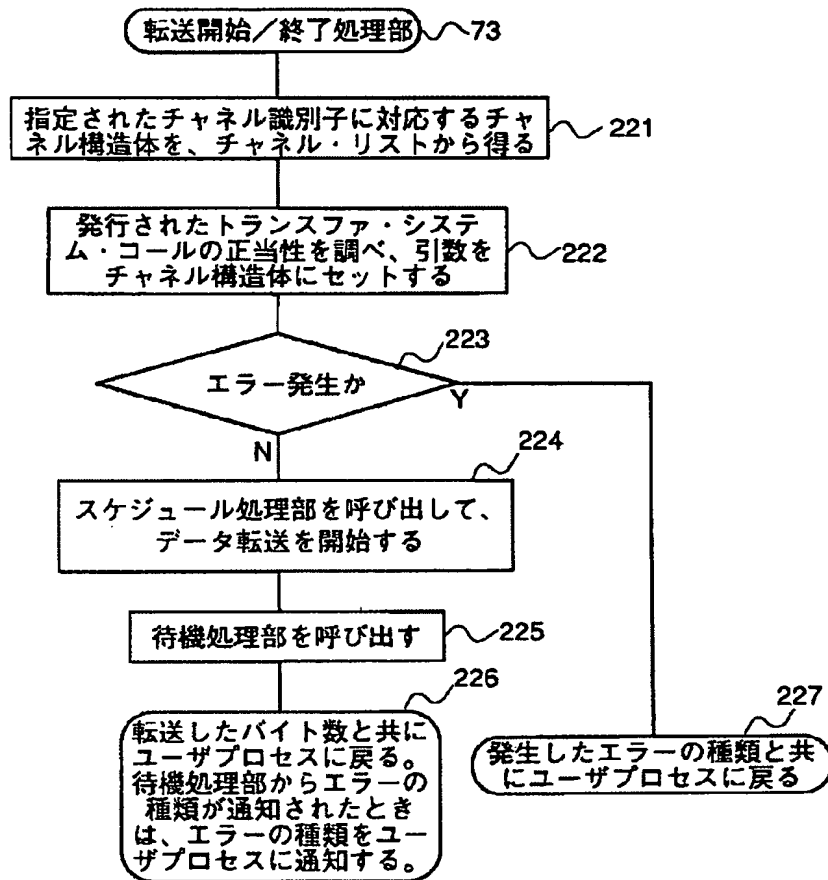 転送開始／終了処理部
73
指定されたチャネル識別子に対応するチャ
ネル構造体を、チャネル・リストから得る
221
発行されたトランスファ・システ
ム・コールの正当性を調べ、引数を
チャネル構造体にセットする
222
223
エラー発生か
Y
N
224
スケジュール処理部を呼び出して、
データ転送を開始する
待機処理部を呼び出す
225
226
転送したバイト数と共に
ユーザプロセスに戻る。
待機処理部からエラーの
種類が通知されたとき
は、エラーの種類をユー
ザプロセスに通知する。
227
発生したエラーの種類と共
にユーザプロセスに戻る